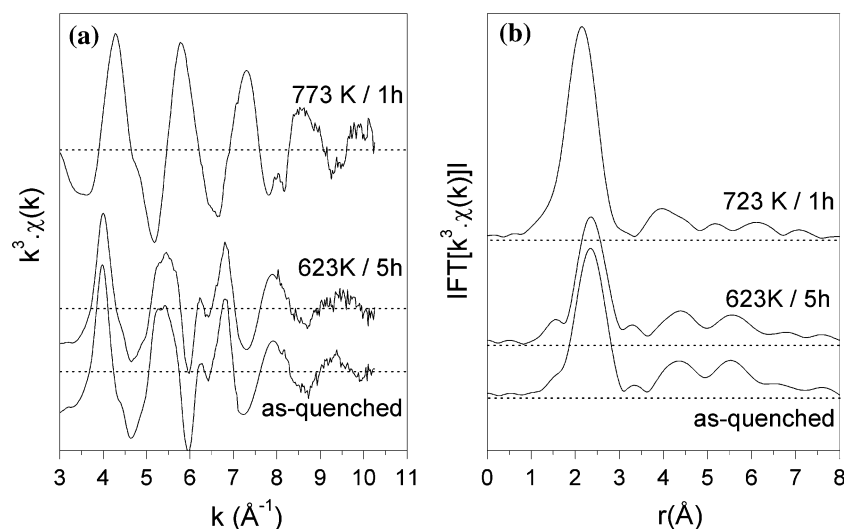 (a)
773 K / 1h
623K / 5h
as-quenched
k³.χ(k)
3 4 5 6 7 8 9 10 11
k (Å⁻¹)
(b)
723 K / 1h
623K / 5h
as-quenched
|FT[k³.χ(k)]|
0 1 2 3 4 5 6 7 8
r(Å)